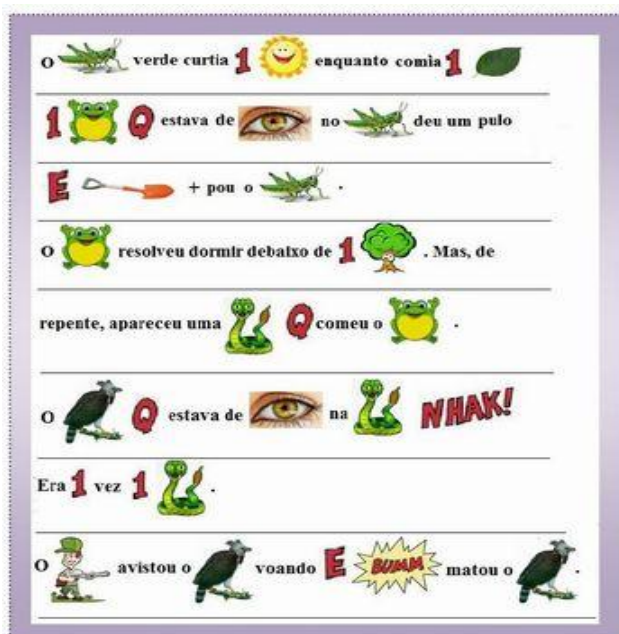 O verde curtia 1 enquanto comia 1
1 Q estava de no deu um pulo
E + pou o .
O resolveu dormir debaixo de 1 . Mas, de
repente, apareceu uma Q comeu o .
O Q estava de na NHAK!
Era 1 vez 1 .
O avistou o voando E BUMM matou o .